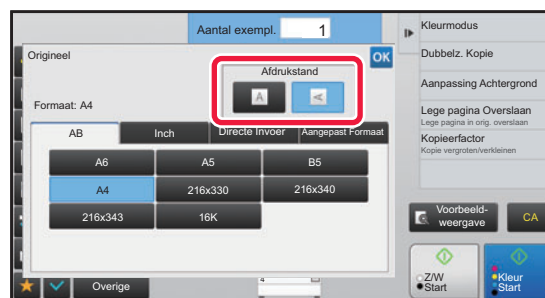 Aantal exempl. 1
Origineel
OK
Afdrukstand
A A
Formaat: A4
AB Inch Directe Invoer Aangepast Formaat
A6 A5 B5
A4 216x330 216x340
216x343 16K
Overige
Kleurmodus
Dubbelz. Kopie
Aanpassing Achtergrond
Lege pagina Overslaan
Lege pagina in orig. overslaan
Kopieerfactor
Kopie vergroten/verkleinen
Voorbeeld-
weergave
CA
Z/W
Start
Kleur
Start